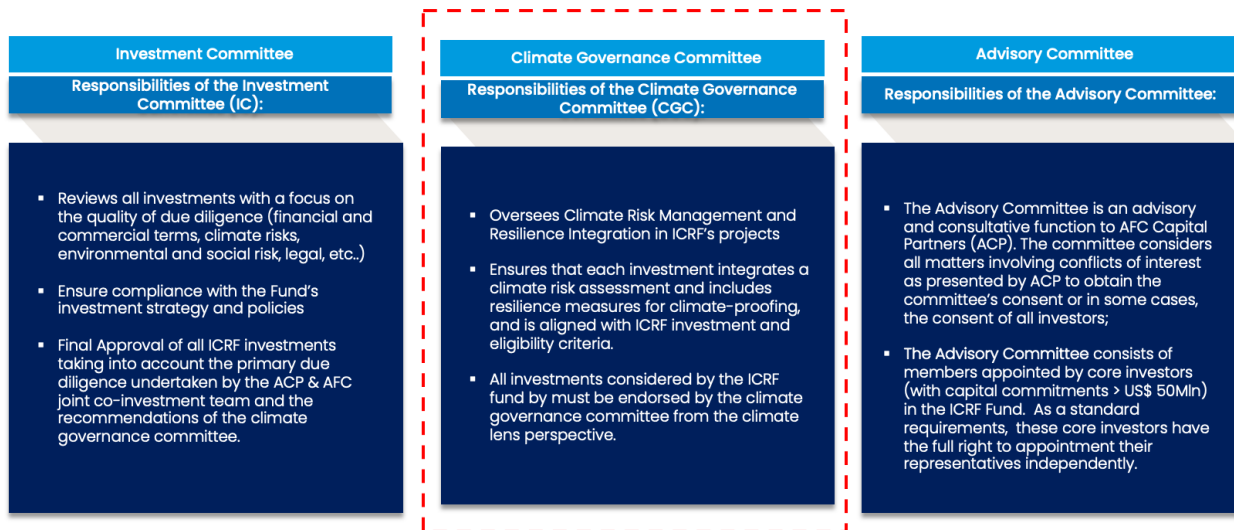 Investment Committee
Responsibilities of the Investment
Committee (IC):
▪ Reviews all investments with a focus on
the quality of due diligence (financial and
commercial terms, climate risks,
environmental and social risk, legal, etc..)
▪ Ensure compliance with the Fund's
investment strategy and policies
▪ Final Approval of all ICRF investments
taking into account the primary due
diligence undertaken by the ACP & AFC
joint co-investment team and the
recommendations of the climate
governance committee.
Climate Governance Committee
Responsibilities of the Climate Governance
Committee (CGC):
▪ Oversees Climate Risk Management and
Resilience Integration in ICRF's projects
▪ Ensures that each investment integrates a
climate risk assessment and includes
resilience measures for climate-proofing,
and is aligned with ICRF investment and
eligibility criteria.
▪ All investments considered by the ICRF
fund by must be endorsed by the climate
governance committee from the climate
lens perspective.
Advisory Committee
Responsibilities of the Advisory Committee:
▪ The Advisory Committee is an advisory
and consultative function to AFC Capital
Partners (ACP). The committee considers
all matters involving conflicts of interest
as presented by ACP to obtain the
committee's consent or in some cases,
the consent of all investors;
▪ The Advisory Committee consists of
members appointed by core investors
(with capital commitments > US$ 50Mln)
in the ICRF Fund. As a standard
requirements, these core investors have
the full right to appointment their
representatives independently.